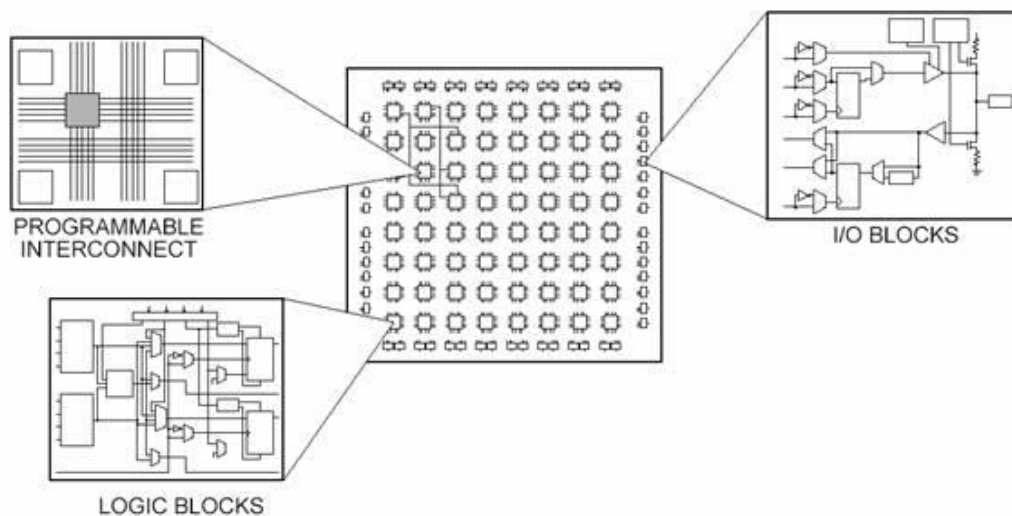 PROGRAMMABLE
INTERCONNECT
I/O BLOCKS
LOGIC BLOCKS